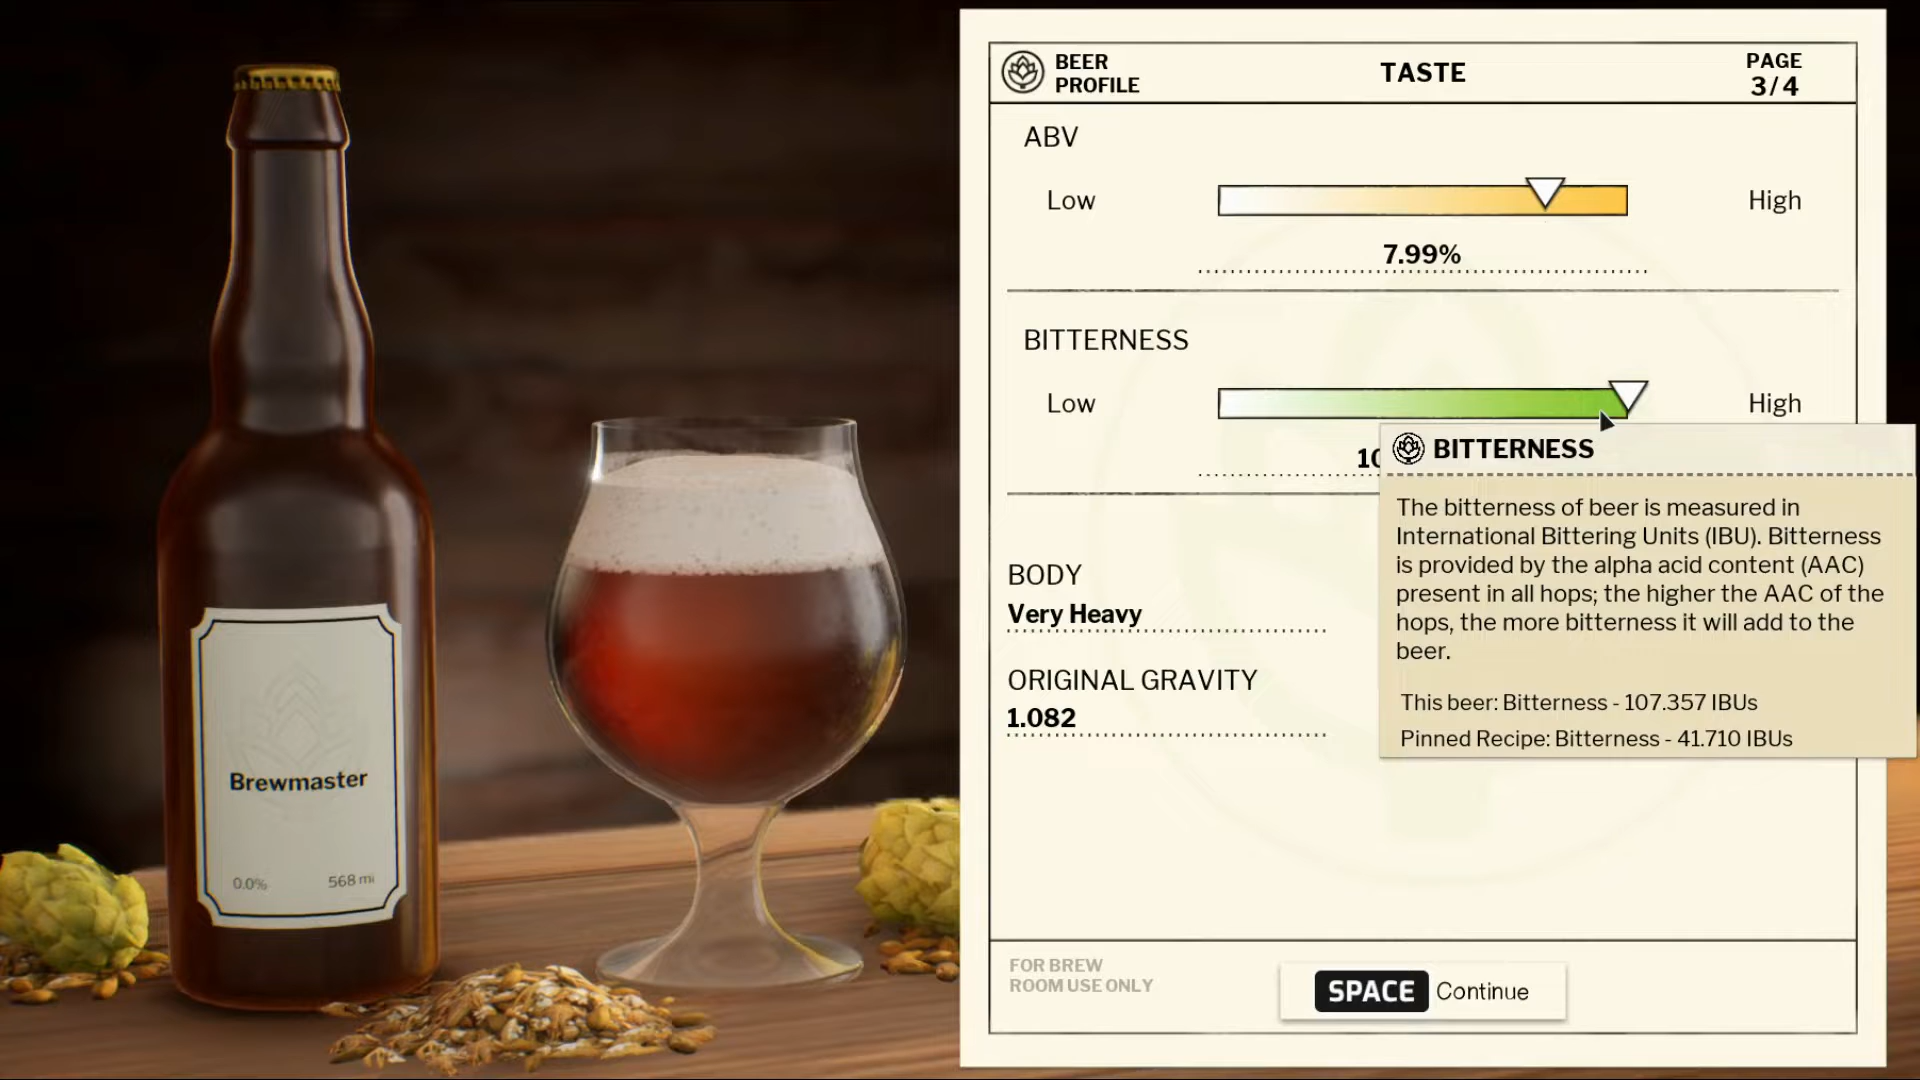 BEER
PROFILE
TASTE
PAGE
3/4
ABV
Low
High
7.99%
BITTERNESS
Low
High
10
BITTERNESS
The bitterness of beer is measured in
International Bittering Units (IBU). Bitterness
is provided by the alpha acid content (AAC)
present in all hops; the higher the AAC of the
hops, the more bitterness it will add to the
beer.
This beer: Bitterness - 107.357 IBUs
Pinned Recipe: Bitterness - 41.710 IBUs
BODY
Very Heavy
ORIGINAL GRAVITY
1.082
Brewmaster
0.0%
568 ml
FOR BREW
ROOM USE ONLY
SPACE Continue